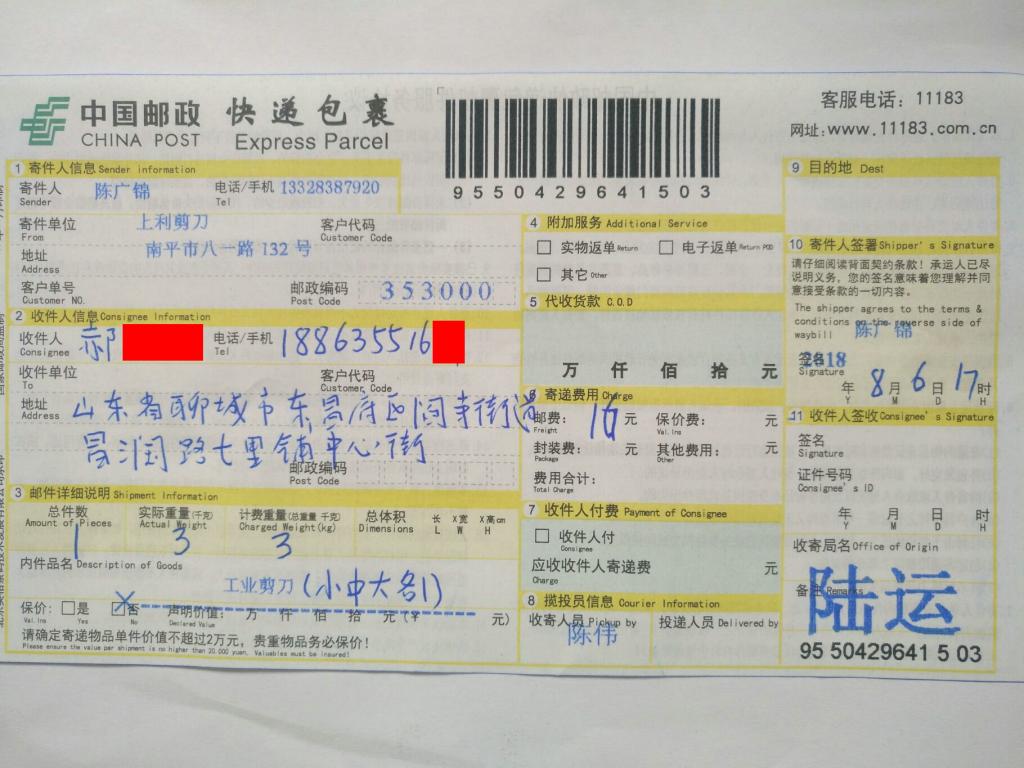 中国邮政 快递包裹
CHINA POST Express Parcel
9550429641503
客服电话：11183
网址：www.11183.com.cn
1 寄件人信息 Sender information
寄件人 陈广锦 电话/手机 13328387920
Sender Tel
寄件单位 上利剪刀 客户代码
From Customer Code
地址 南平市八一路 132 号
Address
客户单号 邮政编码 353000
Customer NO. Post Code
2 收件人信息 Consignee Information
收件人 郝 电话/手机 188635516
Consignee Tel
收件单位 客户代码
To Customer Code
地址 山东省聊城市东昌府区闫寺街道
Address 昌润路七里铺中心街
邮政编码
Post Code
3 邮件详细说明 Shipment Information
总件数 实际重量(千克) 计费重量(总重量 千克) 总体积 长 X宽 X高cm
Amount of Pieces Actual Weight Charged Weight(kg) Dimensions L W H
1 3 3
内件品名 Description of Goods
工业剪刀 (小中大各1)
保价： 是 否 声明价值： 万 仟 佰 拾 元(￥ 元)
Val.Ins Yes No Declared Value
请确定寄递物品单件价值不超过2万元，贵重物品务必保价！
Please ensure the value par shipment is no higher than 20,000 yuan. Valuables must be insured!
4 附加服务 Additional Service
实物返单 Return 电子返单 Return POD
其它 Other
5 代收货款 C.O.D
万 仟 佰 拾 元
6 寄递费用 Charge
邮费： 16 元 保价费： 元
Freight Val.Ins
封装费： 元 其他费用： 元
Package Other
费用合计：
Total Charge
7 收件人付费 Payment of Consignee
收件人付
Consignee
应收收件人寄递费 元
Charge
8 揽投员信息 Courier Information
收寄人员 Pickup by 投递人员 Delivered by
陈伟
9 目的地 Dest
10 寄件人签署 Shipper's Signature
请仔细阅读背面契约条款！承运人已尽
说明义务，您的签名意味着您理解并同
意接受条款的一切内容。
The shipper agrees to the terms &
conditions on the reverse side of
waybill 陈广锦
签名 2018
Signature
年 8 月 6 日 17 时
Y M D H
11 收件人签收 Consignee's Signature
签名
Signature
证件号码
Consignee's ID
年 月 日 时
Y M D H
收寄局名 Office of Origin
备注 Remarks
陆运
95 50429641 5 03